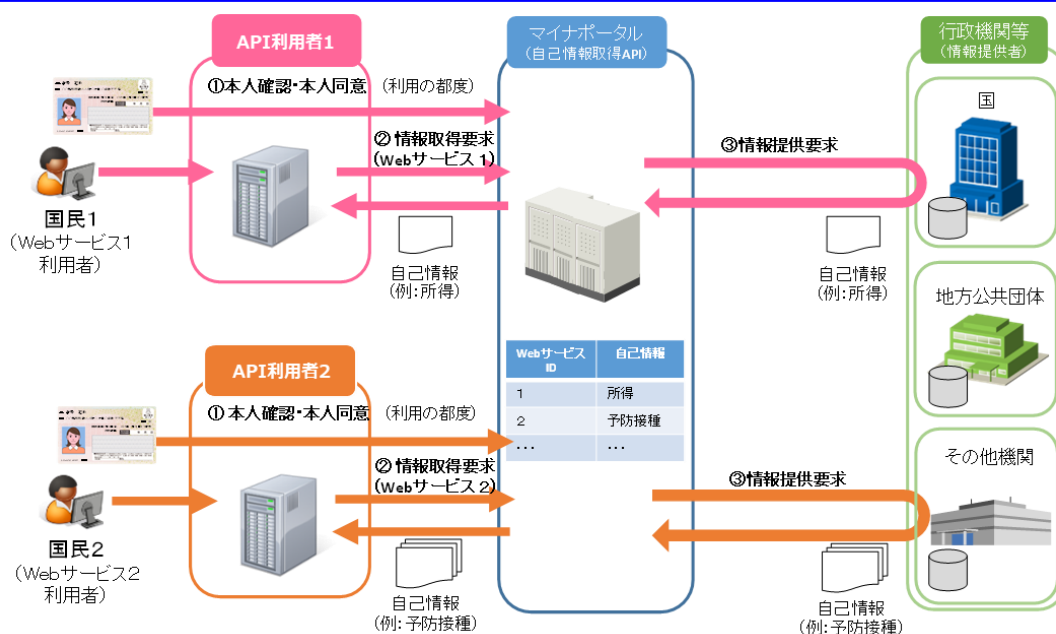 API利用者1
マイナポータル
(自己情報取得API)
行政機関等
(情報提供者)
①本人確認・本人同意 (利用の都度)
国
②情報取得要求
(Webサービス1)
③情報提供要求
国民1
(Webサービス1
利用者)
自己情報
(例:所得)
自己情報
(例:所得)
地方公共団体
API利用者2
Webサービス
ID
自己情報
1 所得
2 予防接種
... ...
①本人確認・本人同意 (利用の都度)
その他機関
②情報取得要求
(Webサービス2)
③情報提供要求
国民2
(Webサービス2
利用者)
自己情報
(例:予防接種)
自己情報
(例:予防接種)